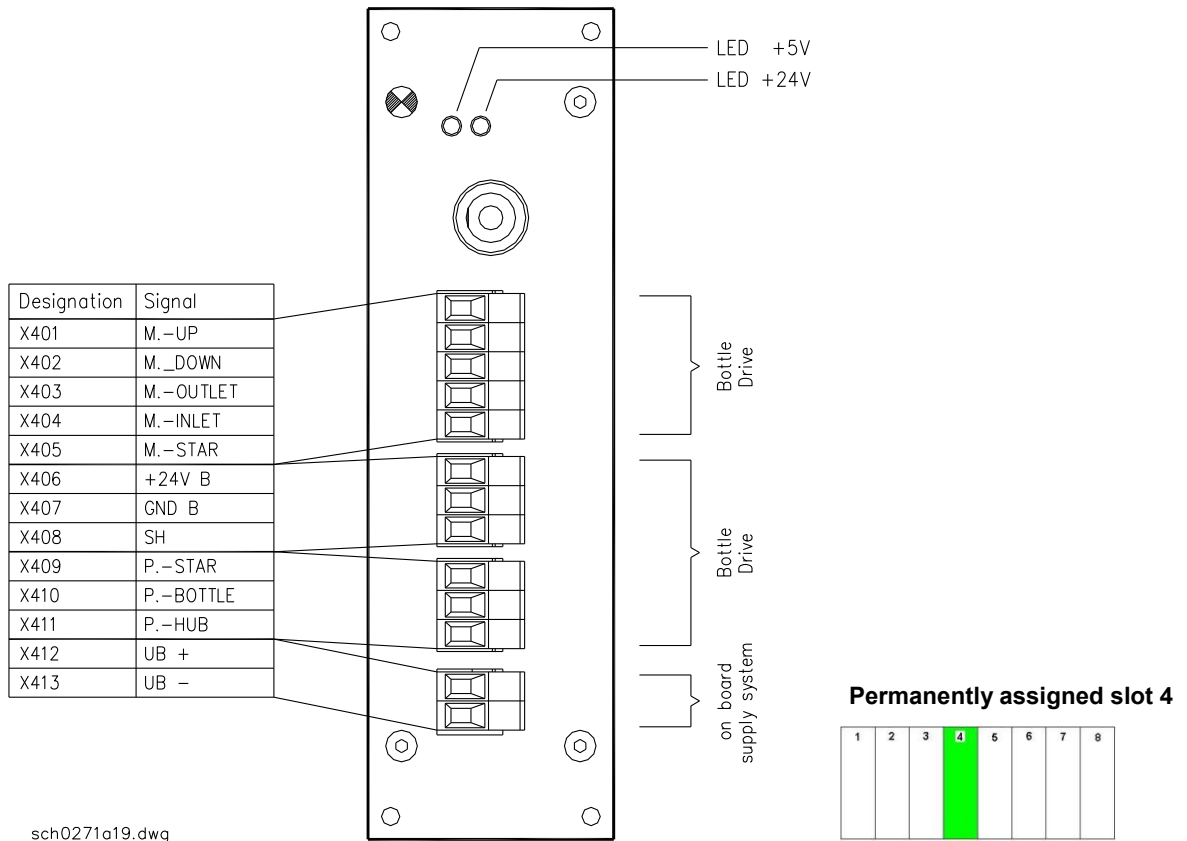 LED +5V
LED +24V
Designation Signal
X401 M.-UP
X402 M._DOWN
X403 M.-OUTLET
X404 M.-INLET
X405 M.-STAR
X406 +24V B
X407 GND B
X408 SH
X409 P.-STAR
X410 P.-BOTTLE
X411 P.-HUB
X412 UB +
X413 UB -
Bottle
Drive
Bottle
Drive
on board
supply system
Permanently assigned slot 4
1 2 3 4 5 6 7 8
sch0271a19.dwg